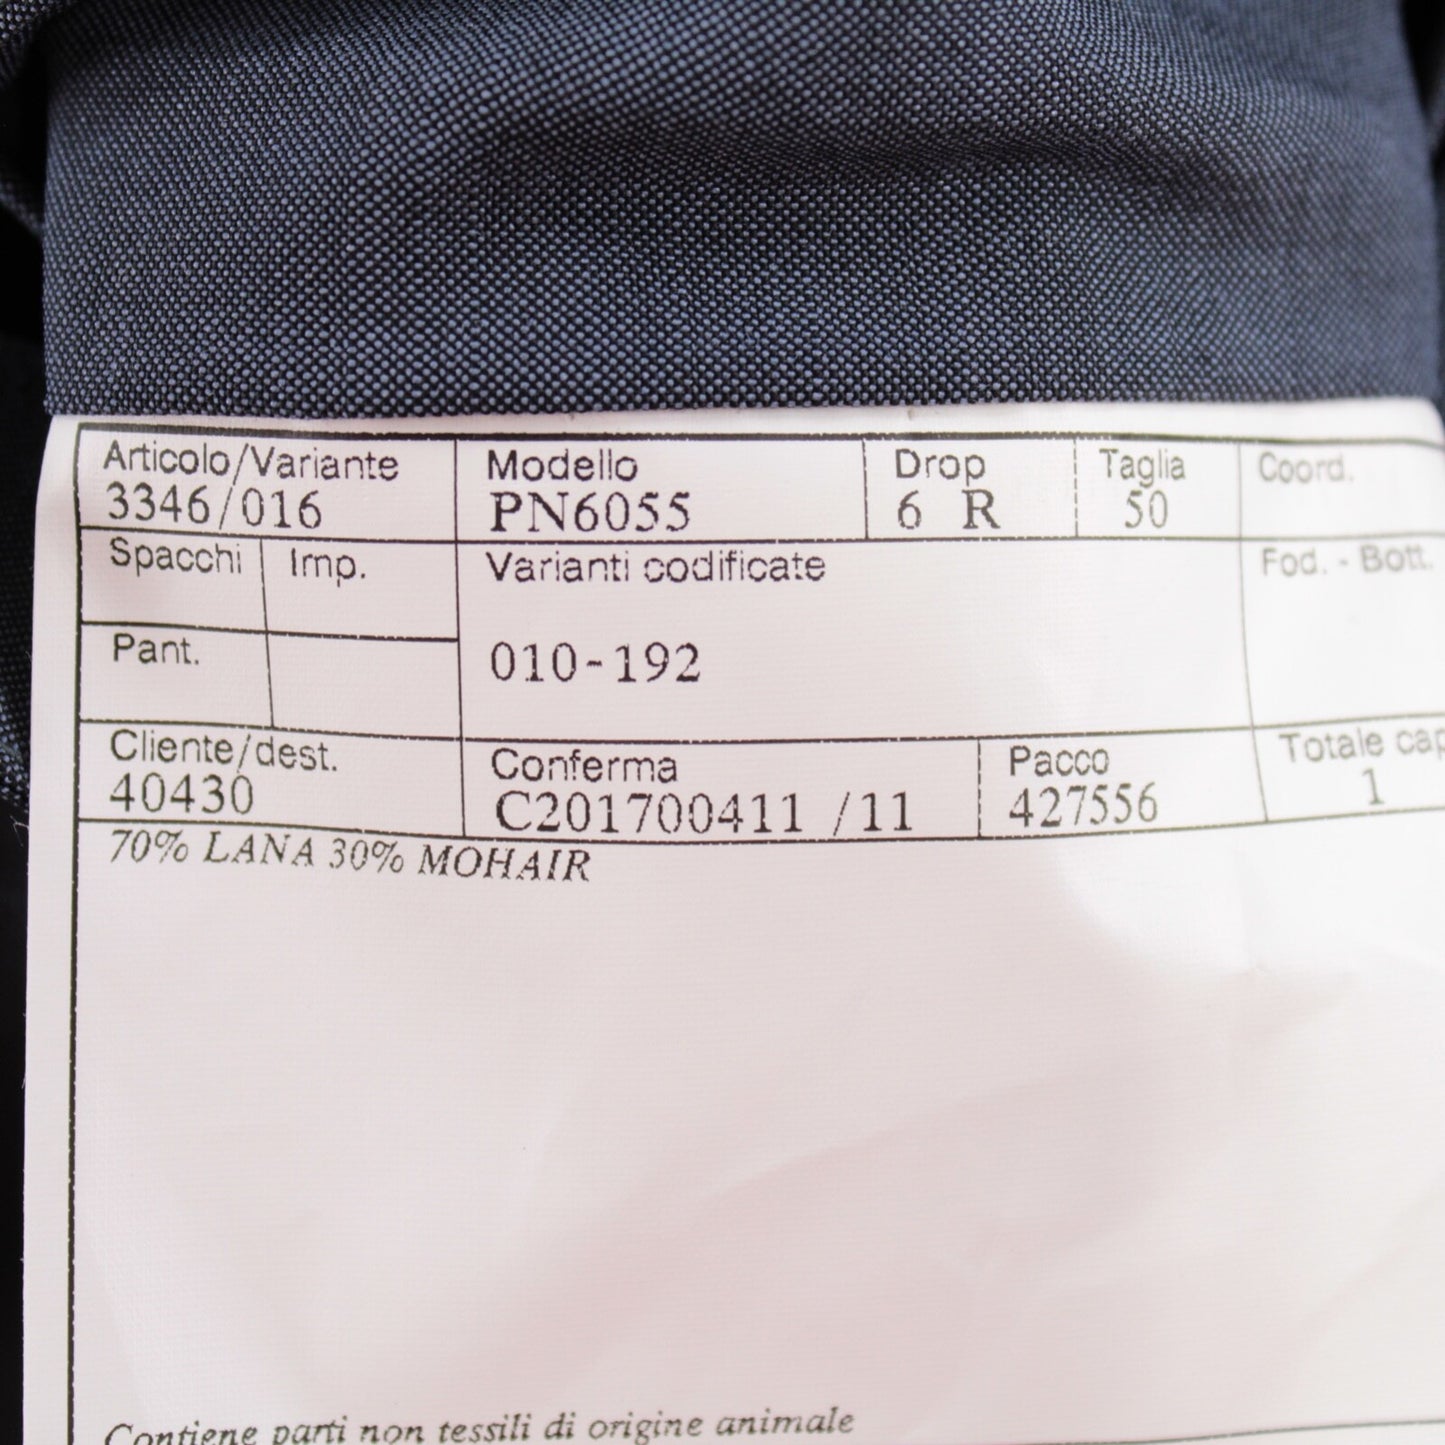 Articolo/Variante Modello Drop Taglia Coord.
3346/016 PN6055 6 R 50
Spacchi Imp. Varianti codificate Fod. - Bott.
Pant. 010-192
Cliente/dest. Conferma Pacco Totale cap
40430 C201700411 /11 427556 1
70% LANA 30% MOHAIR
Contiene parti non tessili di origine animale